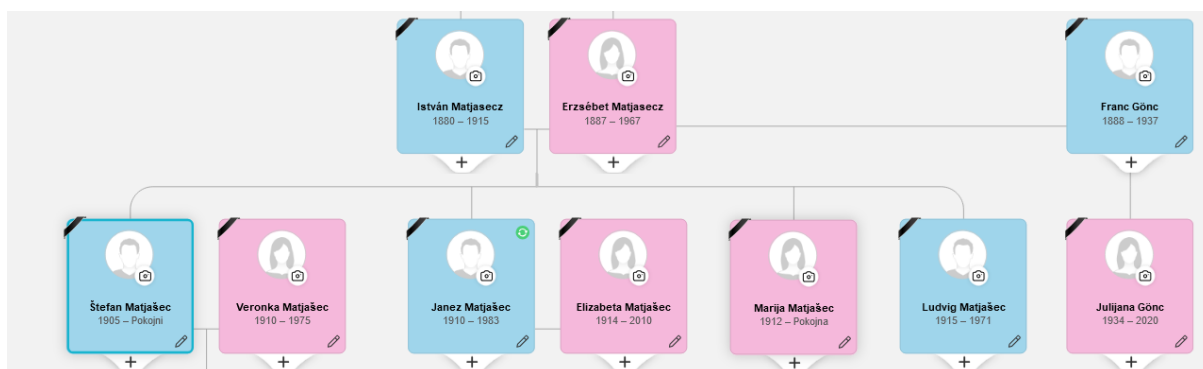 István Matjasecz
1880 – 1915
Erzsébet Matjasecz
1887 – 1967
Franc Gönc
1888 – 1937
Štefan Matjašec
1905 – Pokojni
Veronka Matjašec
1910 – 1975
Janez Matjašec
1910 – 1983
Elizabeta Matjašec
1914 – 2010
Marija Matjašec
1912 – Pokojna
Ludvig Matjašec
1915 – 1971
Julijana Gönc
1934 – 2020